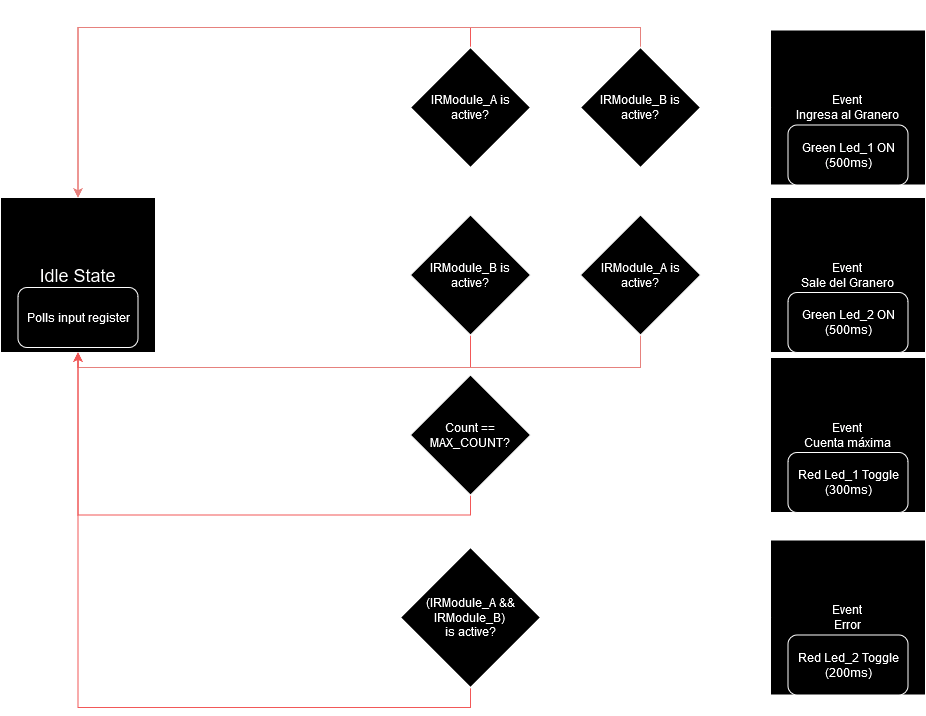 IRModule_A is
active?
IRModule_B is
active?
Event
Ingresa al Granero
Green Led_1 ON
(500ms)
Idle State
Polls input register
IRModule_B is
active?
IRModule_A is
active?
Event
Sale del Granero
Green Led_2 ON
(500ms)
Count ==
MAX_COUNT?
Event
Cuenta máxima
Red Led_1 Toggle
(300ms)
(IRModule_A &&
IRModule_B)
is active?
Event
Error
Red Led_2 Toggle
(200ms)